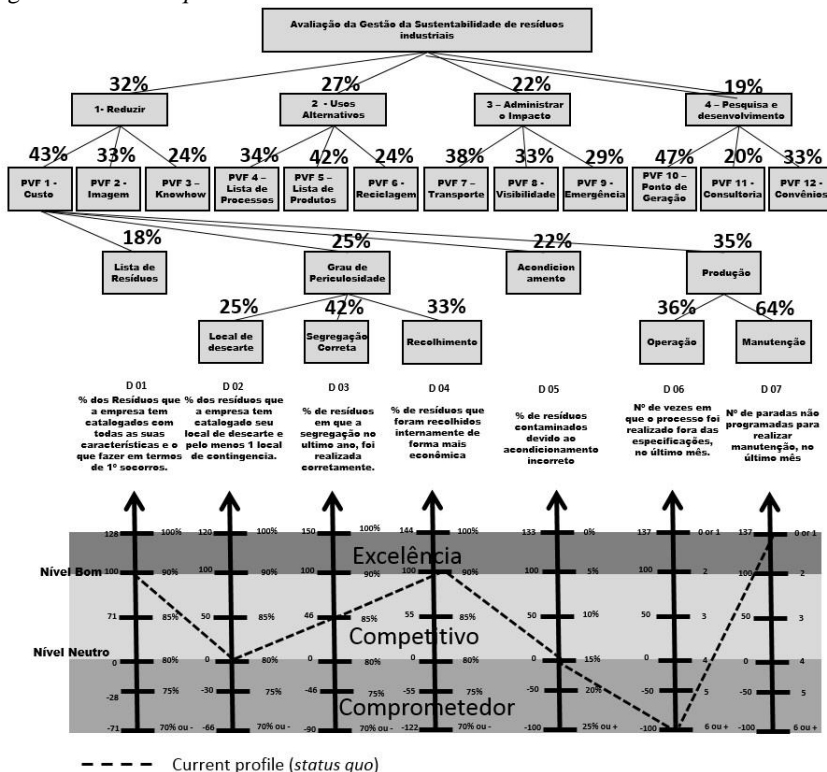 Avaliação da Gestão da Sustentabilidade de resíduos
industriais
32%
27%
22%
19%
1- Reduzir
2 - Usos
Alternativos
3 – Administrar
o Impacto
4 – Pesquisa e
desenvolvimento
43%
33%
24%
34%
42%
24%
38%
33%
29%
47%
20%
33%
PVF 1 -
Custo
PVF 2 -
Imagem
PVF 3 –
Knowhow
PVF 4 –
Lista de
Processos
PVF 5 –
Lista de
Produtos
PVF 6 -
Reciclagem
PVF 7 –
Transporte
PVF 8 –
Visibilidade
PVF 9 -
Emergência
PVF 10 –
Ponto de
Geração
PVF 11 –
Consultoria
PVF 12 -
Convênios
18%
25%
22%
35%
Lista de
Resíduos
Grau de
Periculosidade
Acondicion
amento
Produção
25%
42%
33%
36%
64%
Local de
descarte
Segregação
Correta
Recolhimento
Operação
Manutenção
D 01
% dos Resíduos que
a empresa tem
catalogados com
todas as suas
características e o
que fazer em termos
de 1º socorros.
D 02
% dos resíduos que
a empresa tem
catalogado seu
local de descarte e
pelo menos 1 local
de contingencia.
D 03
% de resíduos
em que a
segregação no
ultimo ano, foi
realizada
corretamente.
D 04
% de resíduos que
foram recolhidos
internamente de
forma mais
econômica
D 05
% de resíduos
contaminados
devido ao
acondicionamento
incorreto
D 06
Nº de vezes em
que o processo foi
realizado fora das
especificações,
no último mês.
D 07
Nº de paradas não
programadas para
realizar
manutenção, no
último mês
128 100% 120 100% 150 100% 144 100% 133 0% 137 0 or 1 137 0 or 1
Excelência
Nível Bom 100 90% 100 90% 100 90% 100 90% 100 5% 100 2 100 2
71 85% 50 85% 46 85% 55 85% 50 10% 50 3 50 3
Competitivo
Nível Neutro
0 80% 0 80% 0 80% 0 80% 0 15% 0 4 0 4
-28 75% -30 75% -46 75% -55 75% -50 20% -50 5 -50 5
Comprometedor
-71 70% ou - -66 70% ou - -90 70% ou - -122 70% ou - -100 25% ou + -100 6 ou + -100 6 ou +
Current profile (status quo)